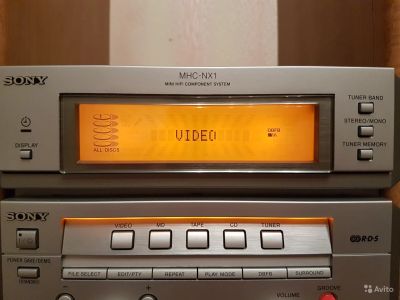 SONY
MHC-NX1
MINI HIFI COMPONENT SYSTEM
TUNER BAND
STEREO/MONO
TUNER MEMORY
DISPLAY
ALL DISCS
VIDEO
DBFB
SONY
VIDEO
MD
TAPE
CD
TUNER
R·D·S
POWER SAVE/DEMO
(STANDBY)
FILE SELECT
EDIT/PTY
REPEAT
PLAY MODE
DBFB
SURROUND
VOLUME
GROOVE
Avito